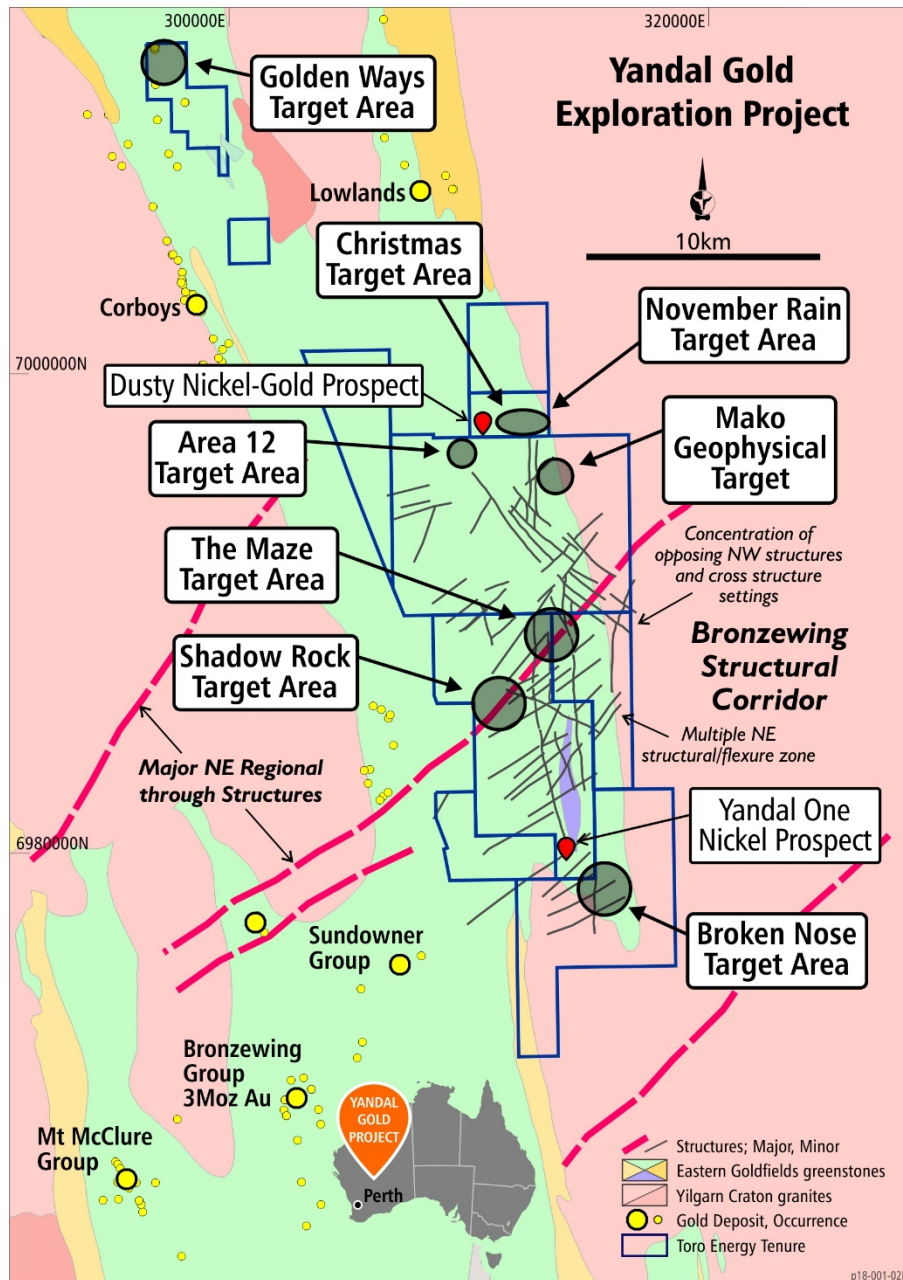 300000E
320000E
Yandal Gold
Exploration Project
Golden Ways
Target Area
Lowlands
10km
Christmas
Target Area
Corboys
November Rain
Target Area
7000000N
Dusty Nickel-Gold Prospect
Mako
Geophysical
Target
Area 12
Target Area
Concentration of
opposing NW structures
and cross structure
settings
The Maze
Target Area
Bronzewing
Structural
Corridor
Shadow Rock
Target Area
Multiple NE
structural/flexure zone
Major NE Regional
through Structures
Yandal One
Nickel Prospect
6980000N
Sundowner
Group
Broken Nose
Target Area
Bronzewing
Group
3Moz Au
YANDAL
GOLD
PROJECT
Mt McClure
Group
Perth
Structures; Major, Minor
Eastern Goldfields greenstones
Yilgarn Craton granites
Gold Deposit, Occurrence
Toro Energy Tenure